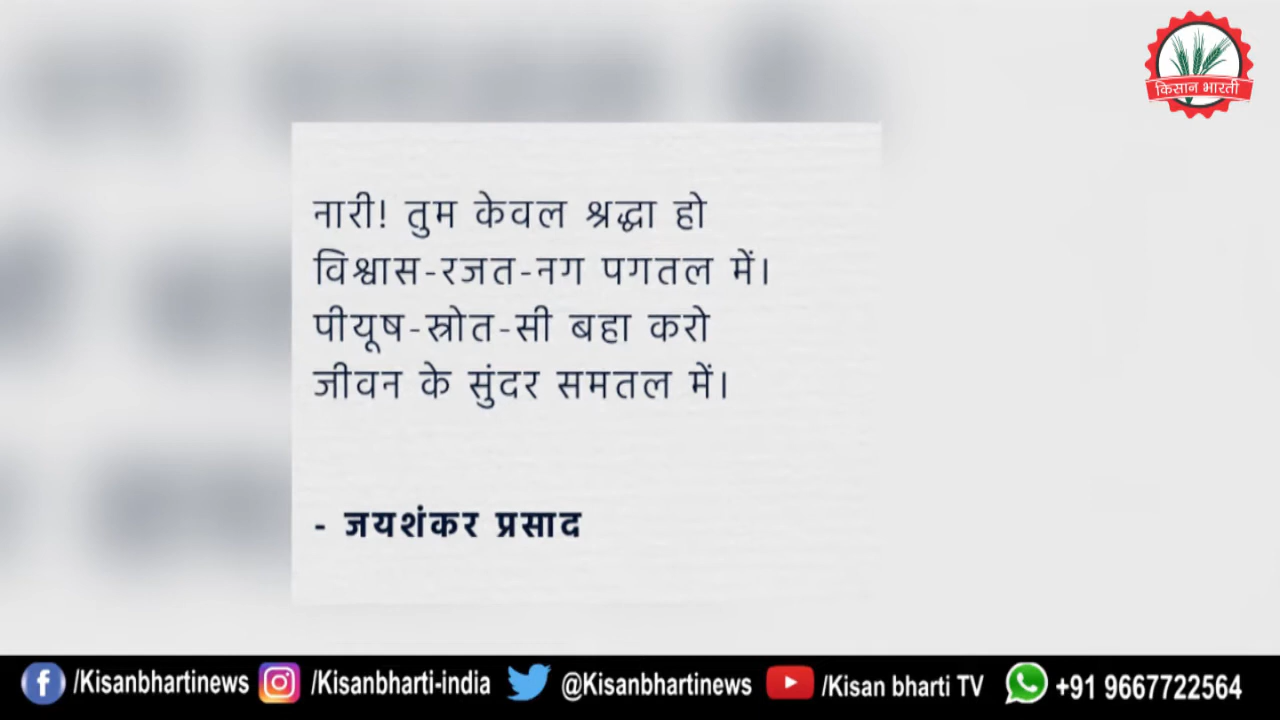 किसान भारती
नारी! तुम केवल श्रद्धा हो
विश्वास-रजत-नग पगतल में।
पीयूष-स्रोत-सी बहा करो
जीवन के सुंदर समतल में।
- जयशंकर प्रसाद
/Kisanbhartinews /Kisanbharti-india @Kisanbhartinews /Kisan bharti TV +91 9667722564